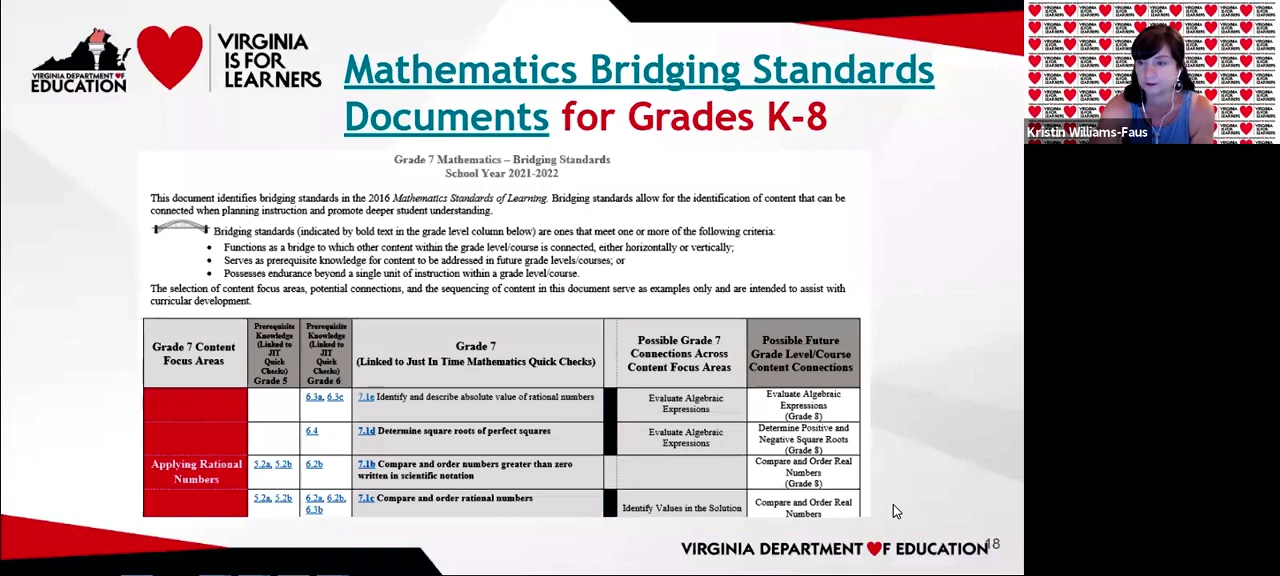 VIRGINIA DEPARTMENT OF
EDUCATION
VIRGINIA
IS FOR
LEARNERS
Mathematics Bridging Standards
Documents for Grades K-8
Grade 7 Mathematics – Bridging Standards
School Year 2021-2022
This document identifies bridging standards in the 2016 Mathematics Standards of Learning. Bridging standards allow for the identification of content that can be
connected when planning instruction and promote deeper student understanding.
Bridging standards (indicated by bold text in the grade level column below) are ones that meet one or more of the following criteria:
• Functions as a bridge to which other content within the grade level/course is connected, either horizontally or vertically;
• Serves as prerequisite knowledge for content to be addressed in future grade levels/courses; or
• Possesses endurance beyond a single unit of instruction within a grade level/course.
The selection of content focus areas, potential connections, and the sequencing of content in this document serve as examples only and are intended to assist with
curricular development.
Grade 7 Content
Focus Areas
Prerequisite
Knowledge
(Linked to
JIT
Quick
Checks)
Grade 5
Prerequisite
Knowledge
(Linked to
JIT
Quick
Checks)
Grade 6
Grade 7
(Linked to Just In Time Mathematics Quick Checks)
Possible Grade 7
Connections Across
Content Focus Areas
Possible Future
Grade Level/Course
Content Connections
Applying Rational
Numbers
6.3a, 6.3c
7.1e Identify and describe absolute value of rational numbers
Evaluate Algebraic
Expressions
Evaluate Algebraic
Expressions
(Grade 8)
6.4
7.1d Determine square roots of perfect squares
Evaluate Algebraic
Expressions
Determine Positive and
Negative Square Roots
(Grade 8)
5.2a, 5.2b
6.2b
7.1b Compare and order numbers greater than zero
written in scientific notation
Compare and Order Real
Numbers
(Grade 8)
5.2a, 5.2b
6.2a, 6.2b,
6.3b
7.1c Compare and order rational numbers
Identify Values in the Solution
Compare and Order Real
Numbers
VIRGINIA DEPARTMENT OF EDUCATION
18
Kristin Williams-Faus